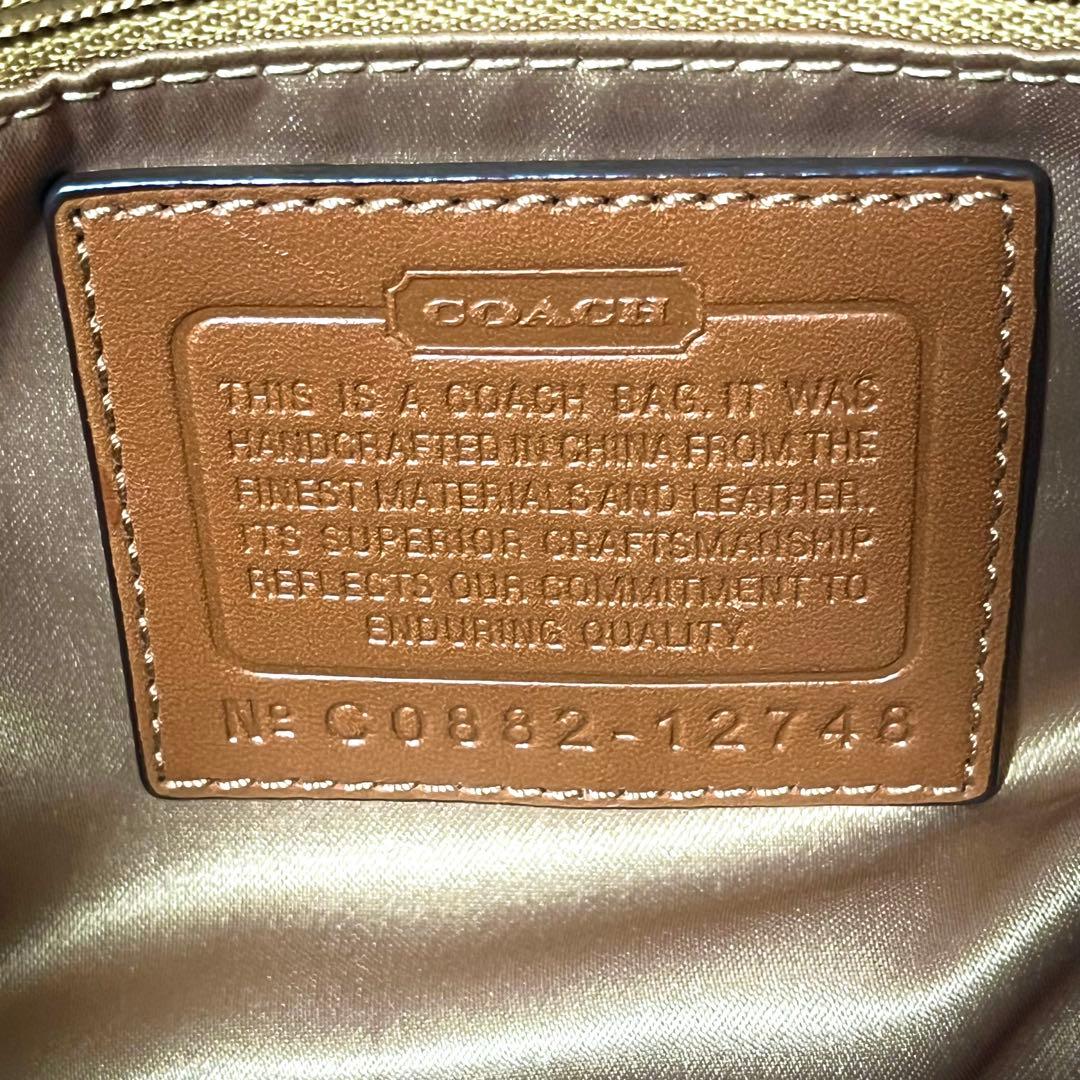 COACH
THIS IS A COACH BAG. IT WAS
HANDCRAFTED IN CHINA FROM THE
FINEST MATERIALS AND LEATHER.
ITS SUPERIOR CRAFTSMANSHIP
REFLECTS OUR COMMITMENT TO
ENDURING QUALITY.
Nº G0882-12748